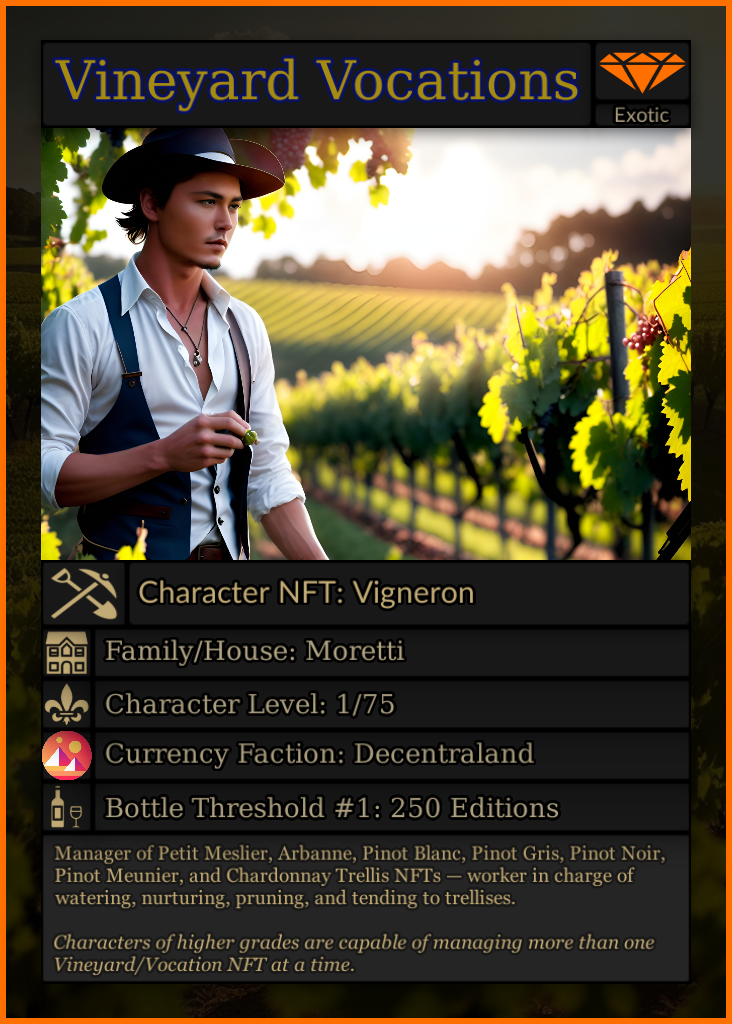 Vineyard Vocations
Exotic
Character NFT: Vigneron
Family/House: Moretti
Character Level: 1/75
Currency Faction: Decentraland
Bottle Threshold #1: 250 Editions
Manager of Petit Meslier, Arbanne, Pinot Blanc, Pinot Gris, Pinot Noir,
Pinot Meunier, and Chardonnay Trellis NFTs — worker in charge of
watering, nurturing, pruning, and tending to trellises.
Characters of higher grades are capable of managing more than one
Vineyard/Vocation NFT at a time.